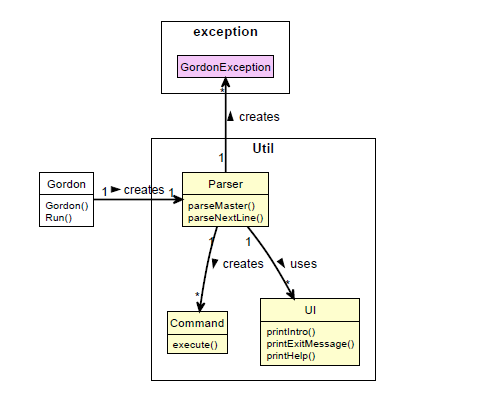 exception
GordonException
*
creates
1
Util
Gordon
Gordon()
Run()
1 creates 1
Parser
parseMaster()
parseNextLine()
1
creates
*
1
uses
*
Command
execute()
UI
printIntro()
printExitMessage()
printHelp()